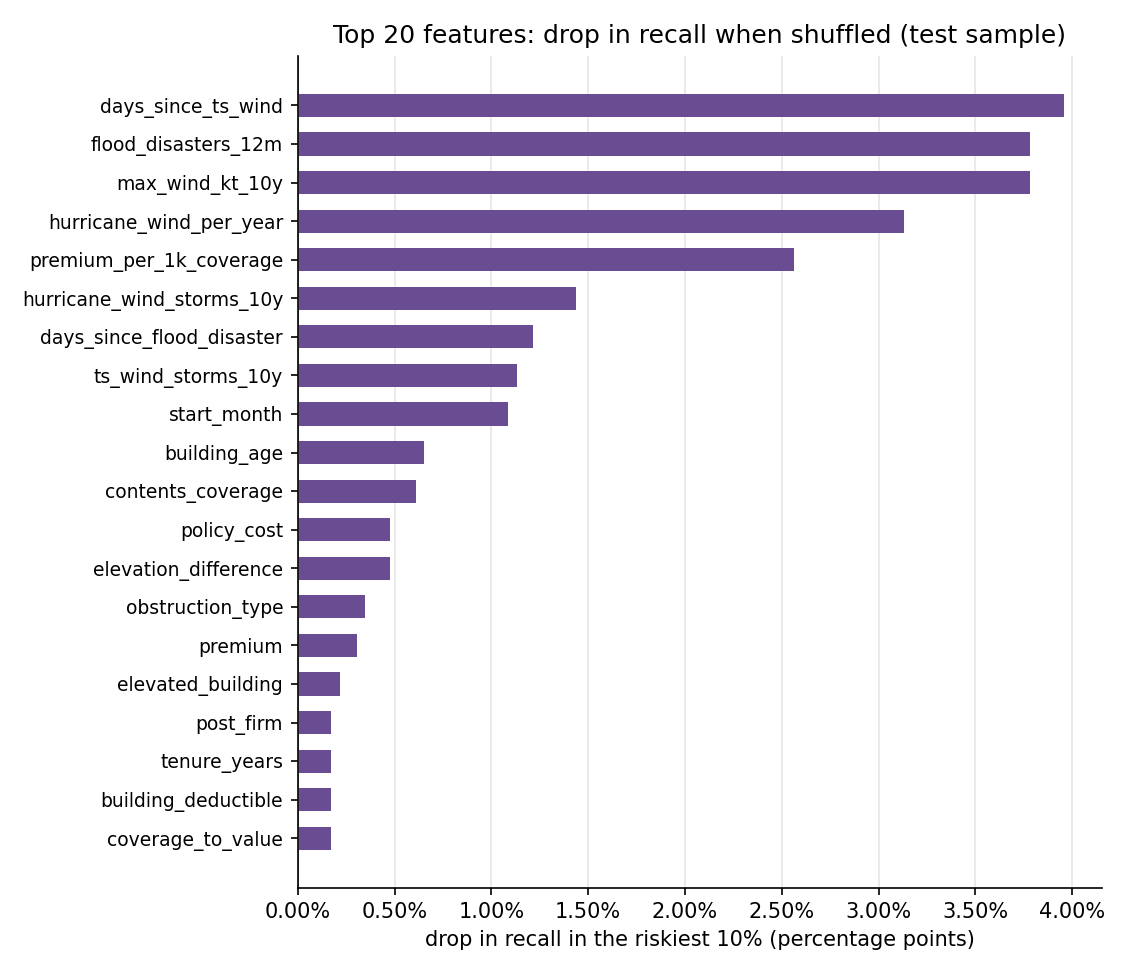 Top 20 features: drop in recall when shuffled (test sample)
days_since_ts_wind
flood_disasters_12m
max_wind_kt_10y
hurricane_wind_per_year
premium_per_1k_coverage
hurricane_wind_storms_10y
days_since_flood_disaster
ts_wind_storms_10y
start_month
building_age
contents_coverage
policy_cost
elevation_difference
obstruction_type
premium
elevated_building
post_firm
tenure_years
building_deductible
coverage_to_value
0.00% 0.50% 1.00% 1.50% 2.00% 2.50% 3.00% 3.50% 4.00%
drop in recall in the riskiest 10% (percentage points)